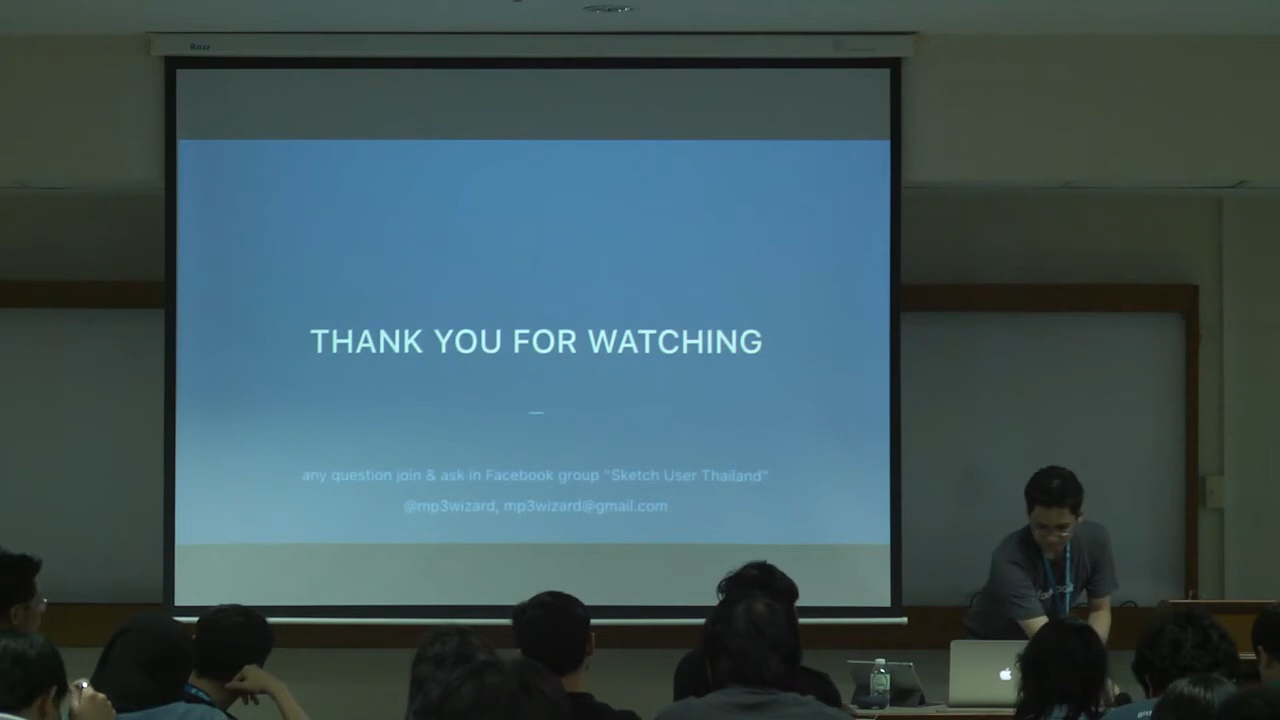 THANK YOU FOR WATCHING
any question join & ask in Facebook group "Sketch User Thailand"
@mp3wizard, mp3wizard@gmail.com